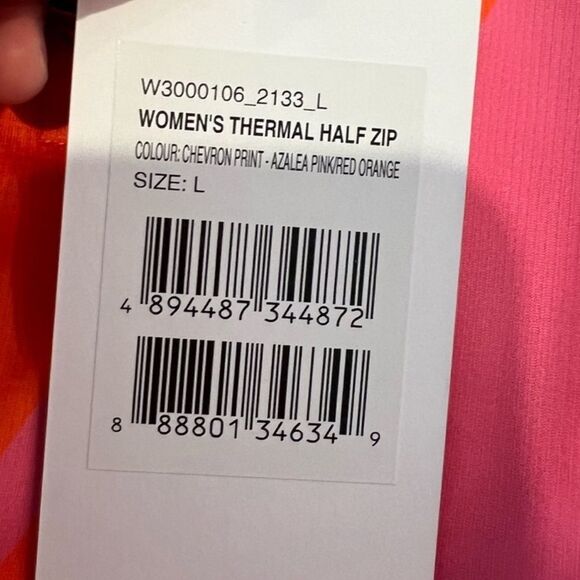 W3000106_2133_L
WOMEN'S THERMAL HALF ZIP
COLOUR: CHEVRON PRINT - AZALEA PINK/RED ORANGE
SIZE: L
4 894487 344872
8 88801 34634 9